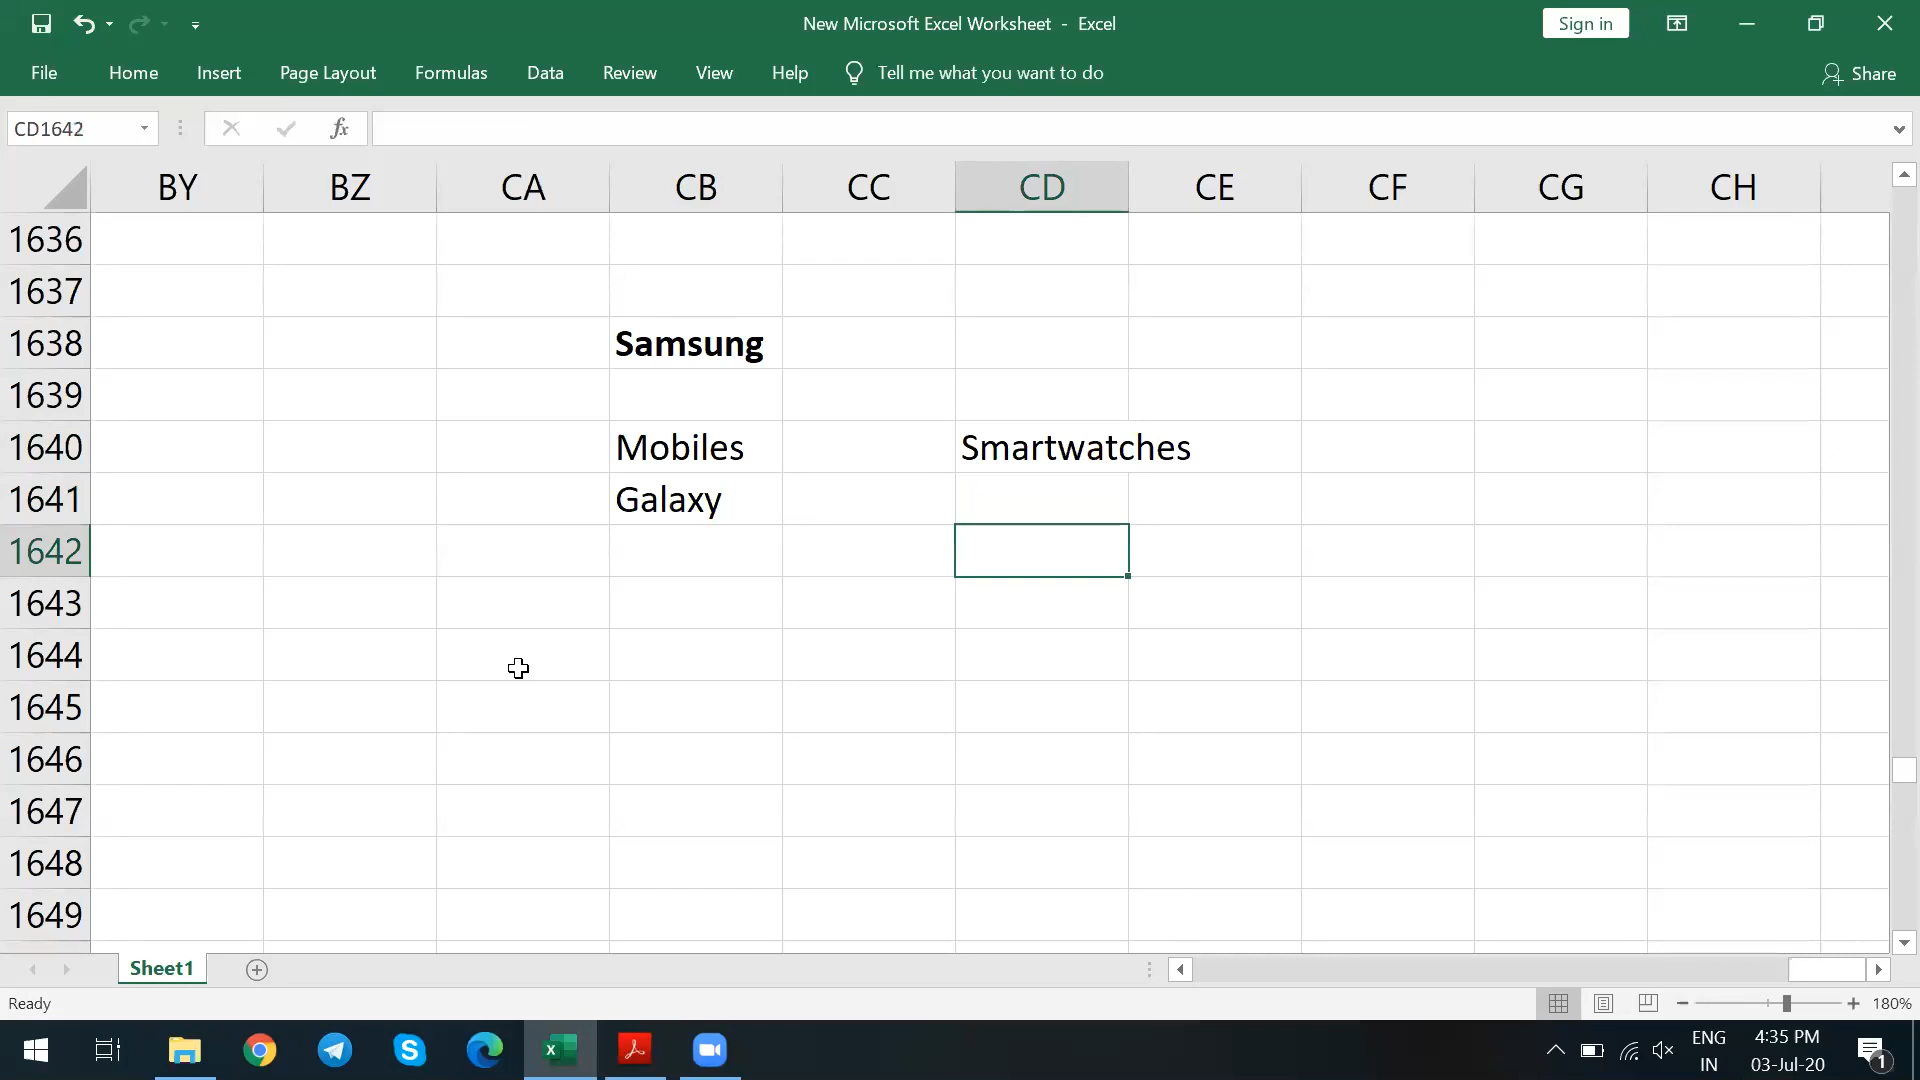 New Microsoft Excel Worksheet - Excel
Sign in
File Home Insert Page Layout Formulas Data Review View Help Tell me what you want to do Share
CD1642 fx
BY BZ CA CB CC CD CE CF CG CH
1636
1637
1638 Samsung
1639
1640 Mobiles Smartwatches
1641 Galaxy
1642
1643
1644
1645
1646
1647
1648
1649
Sheet1
Ready 180%
ENG 4:35 PM
IN 03-Jul-20 1